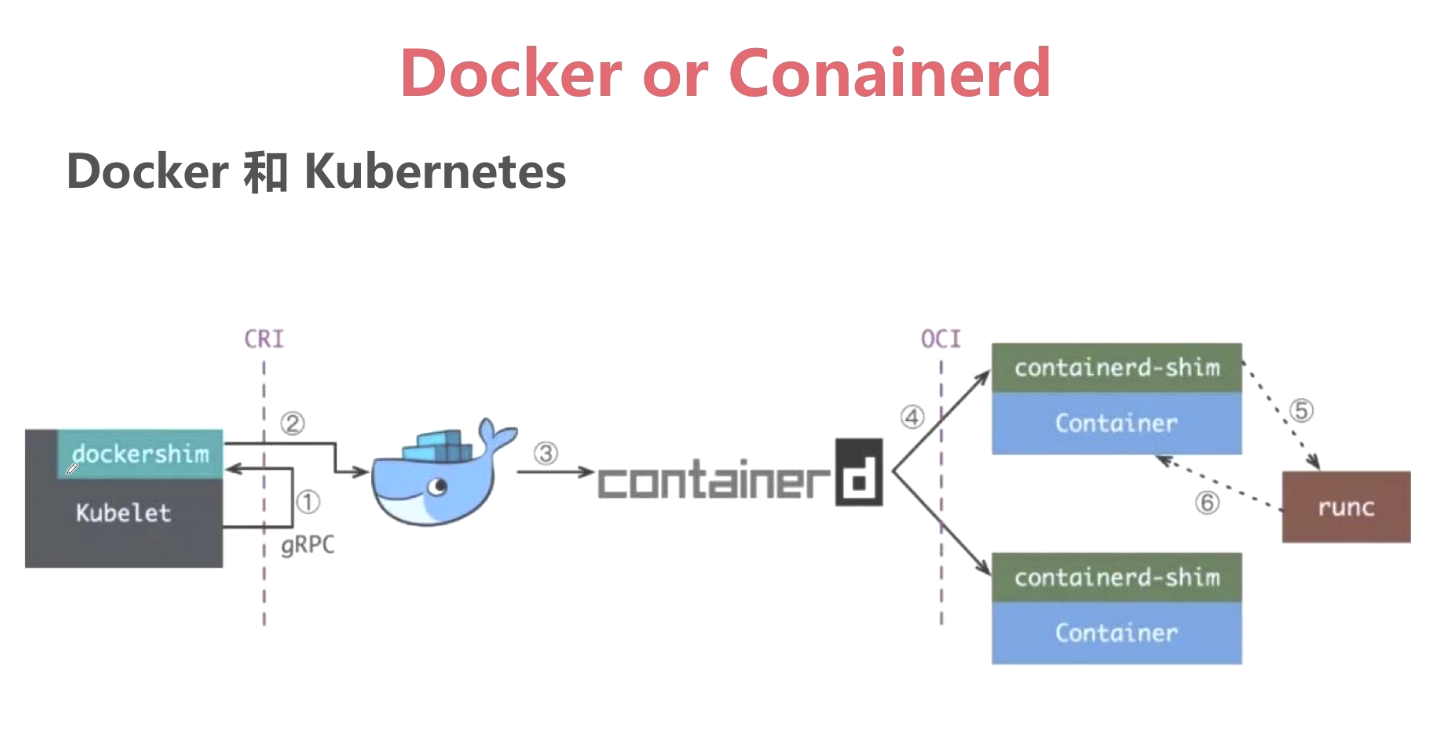 Docker or Conainerd
Docker 和 Kubernetes
CRI
OCI
②
dockershim
Kubelet
①
gRPC
③
containerd
④
containerd-shim
Container
⑤
⑥
runc
containerd-shim
Container